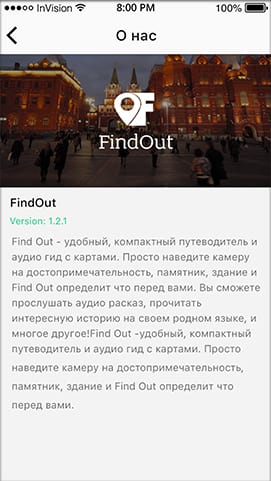 InVision 8:00 PM 100%
О нас
FindOut
FindOut
Version: 1.2.1
Find Out - удобный, компактный путеводитель и
аудио гид с картами. Просто наведите камеру
на достопримечательность, памятник, здание и
Find Out определит что перед вами. Вы сможете
прослушать аудио расказ, прочитать
интересную историю на своем родном языке, и
многое другое!Find Out -удобный, компактный
путеводитель и аудио гид с картами. Просто
наведите камеру на достопримечательность,
памятник, здание и Find Out определит что
перед вами.